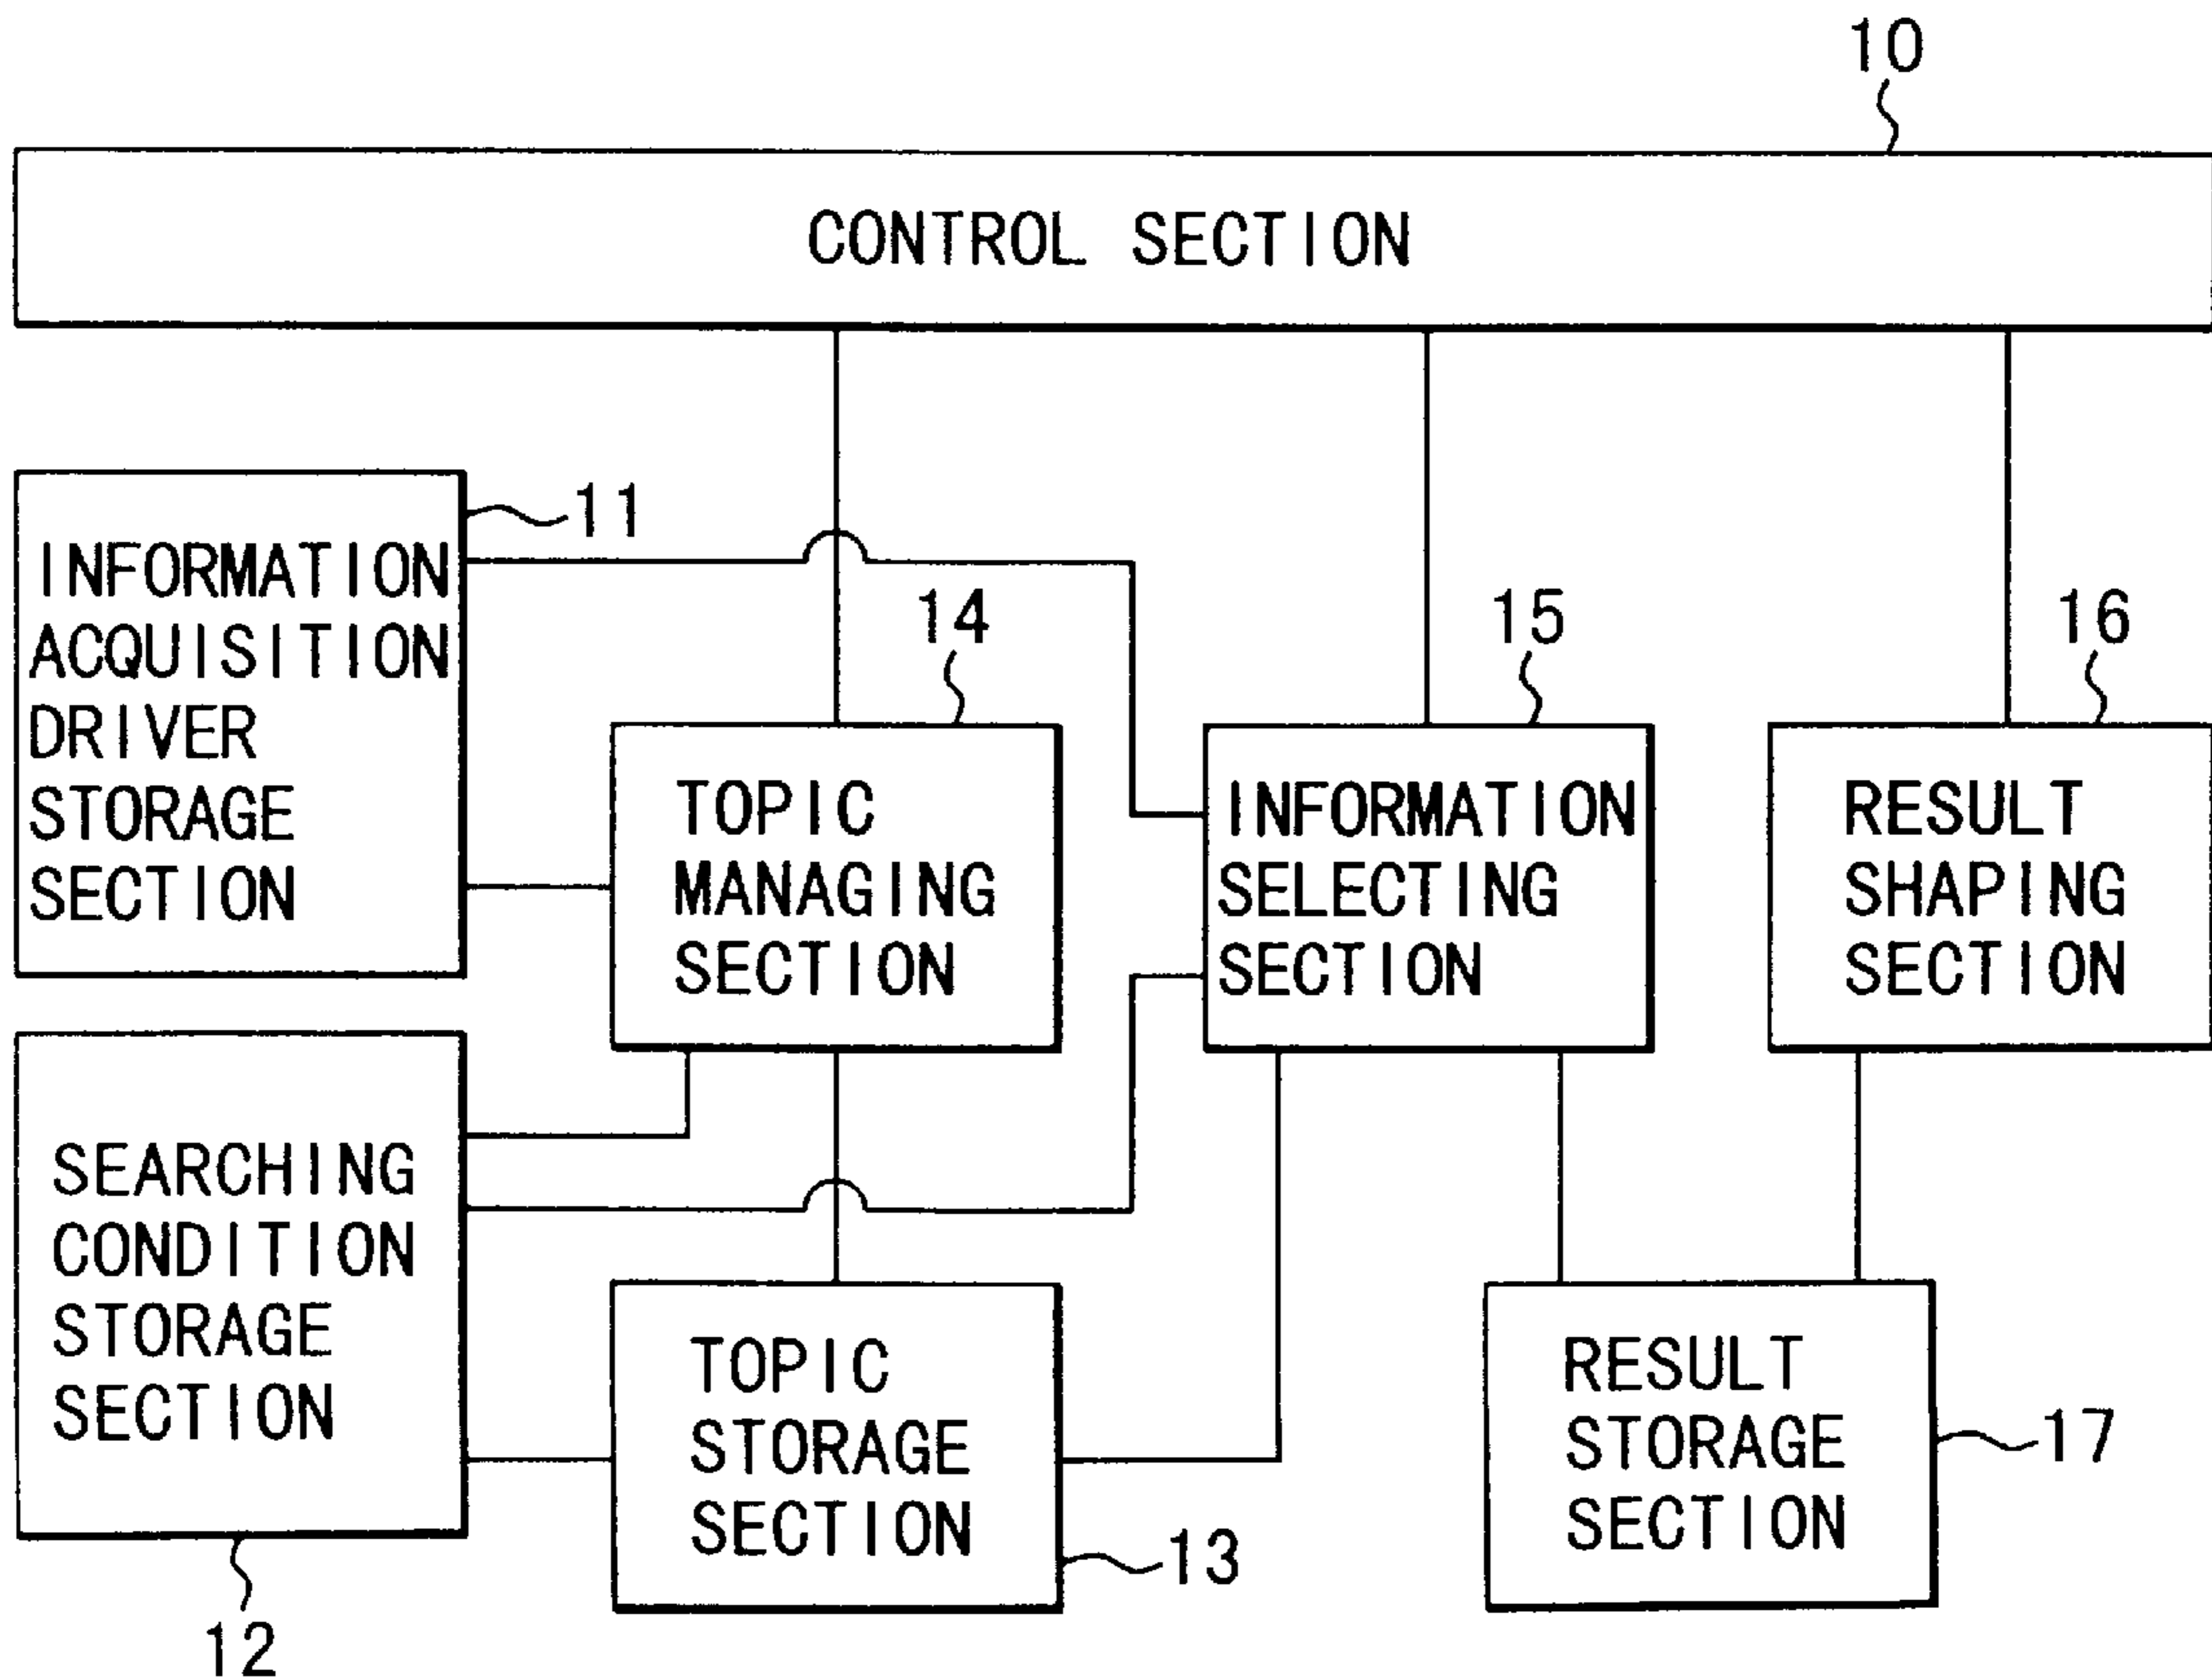 10
CONTROL SECTION
11
INFORMATION
ACQUISITION
DRIVER
STORAGE
SECTION
14
TOPIC
MANAGING
SECTION
15
INFORMATION
SELECTING
SECTION
16
RESULT
SHAPING
SECTION
SEARCHING
CONDITION
STORAGE
SECTION
12
TOPIC
STORAGE
SECTION
13
RESULT
STORAGE
SECTION
17